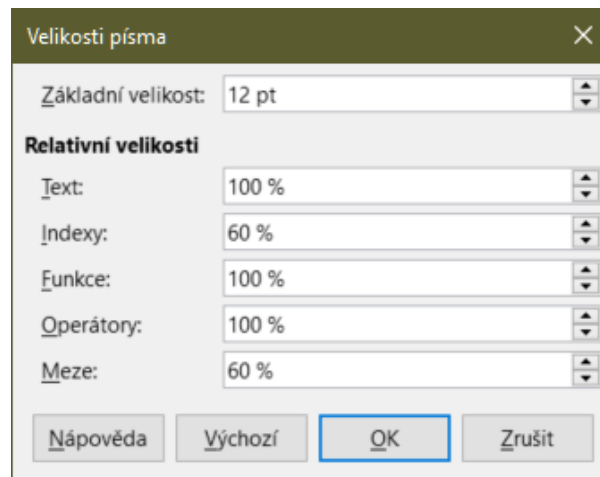 Velikosti písma
Základní velikost: 12 pt
Relativní velikosti
Text: 100 %
Indexy: 60 %
Funkce: 100 %
Operátory: 100 %
Meze: 60 %
Nápověda Výchozí OK Zrušit